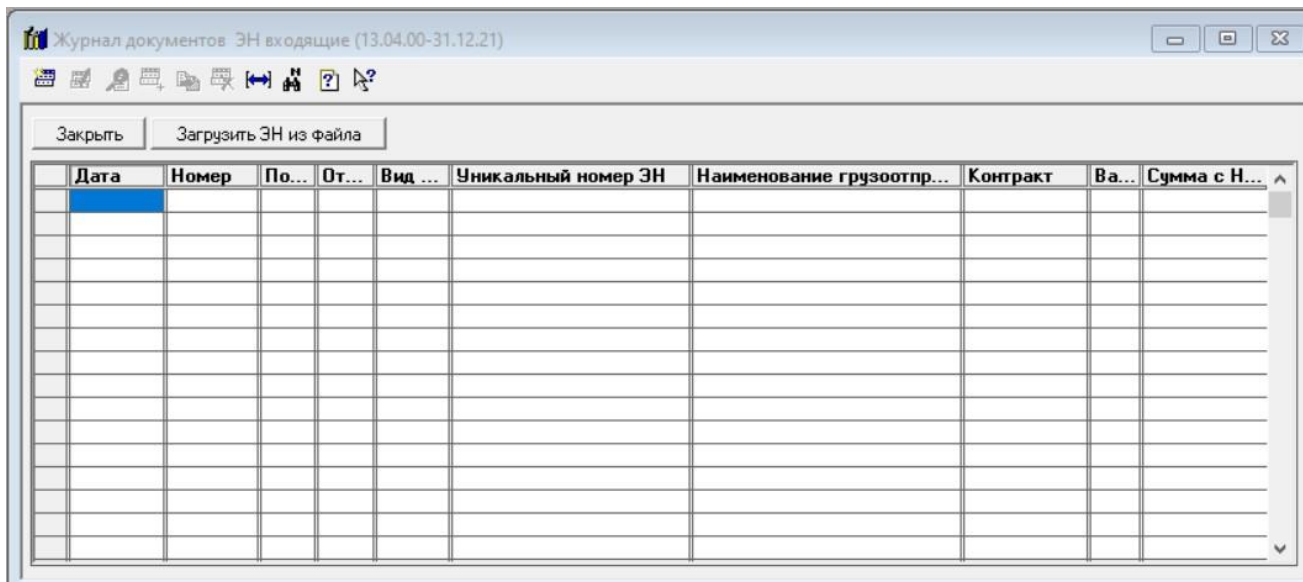 Журнал документов ЭН входящие (13.04.00-31.12.21)
Закрыть Загрузить ЭН из файла
Дата Номер По... От... Вид ... Уникальный номер ЭН Наименование грузоотпр... Контракт Ва... Сумма с Н...